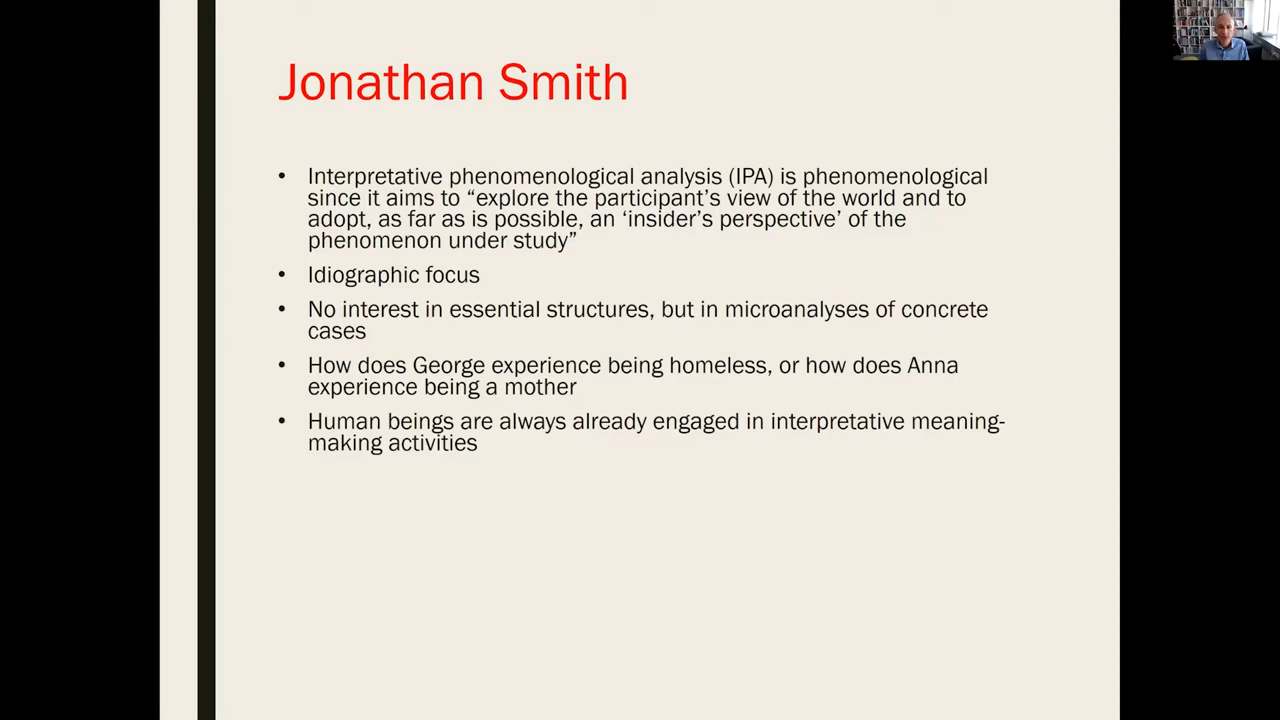 Jonathan Smith
• Interpretative phenomenological analysis (IPA) is phenomenological
since it aims to “explore the participant’s view of the world and to
adopt, as far as is possible, an ‘insider’s perspective’ of the
phenomenon under study”
• Idiographic focus
• No interest in essential structures, but in microanalyses of concrete
cases
• How does George experience being homeless, or how does Anna
experience being a mother
• Human beings are always already engaged in interpretative meaning-
making activities